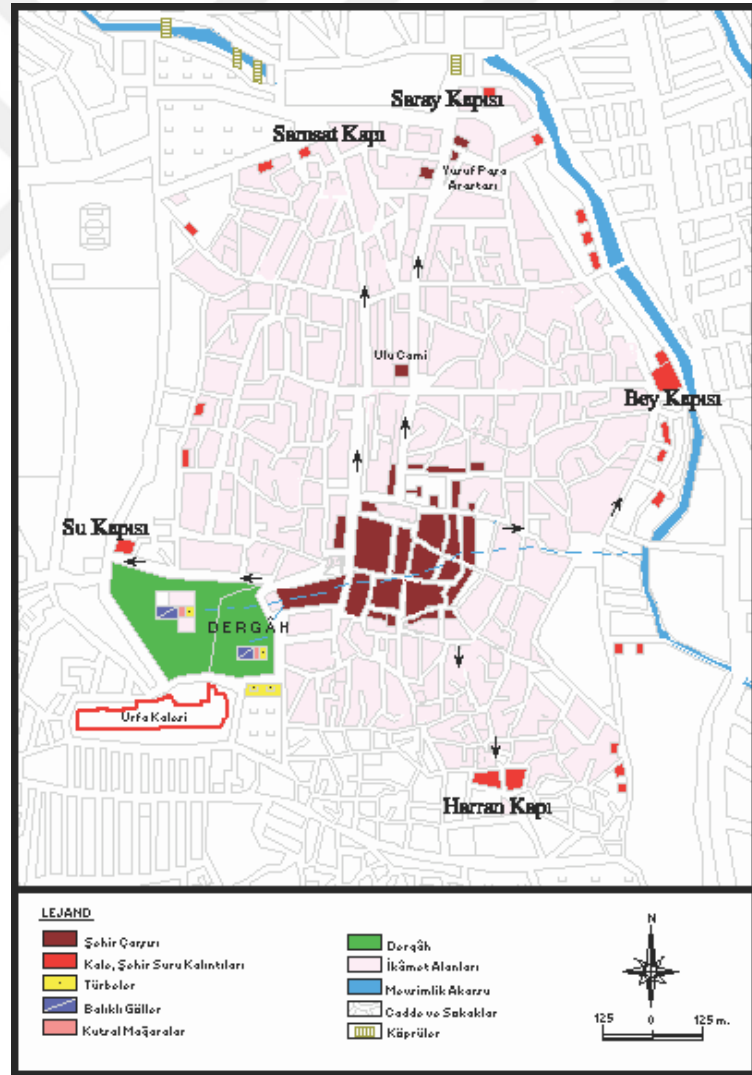 Saray Kapısı
Samsat Kapı
Yusuf Paşa
Arastası
Ulu Cami
Bey Kapısı
Su Kapısı
DERGÂH
Urfa Kalesi
Harran Kapı
LEJAND
Şehir Çarşısı
Kale, Şehir Suru Kalıntıları
Türbeler
Balıklı Göller
Kutsal Mağaralar
Dergâh
İkâmet Alanları
Mevsimlik Akarsu
Cadde ve Sokaklar
Köprüler
N
125 0 125 m.